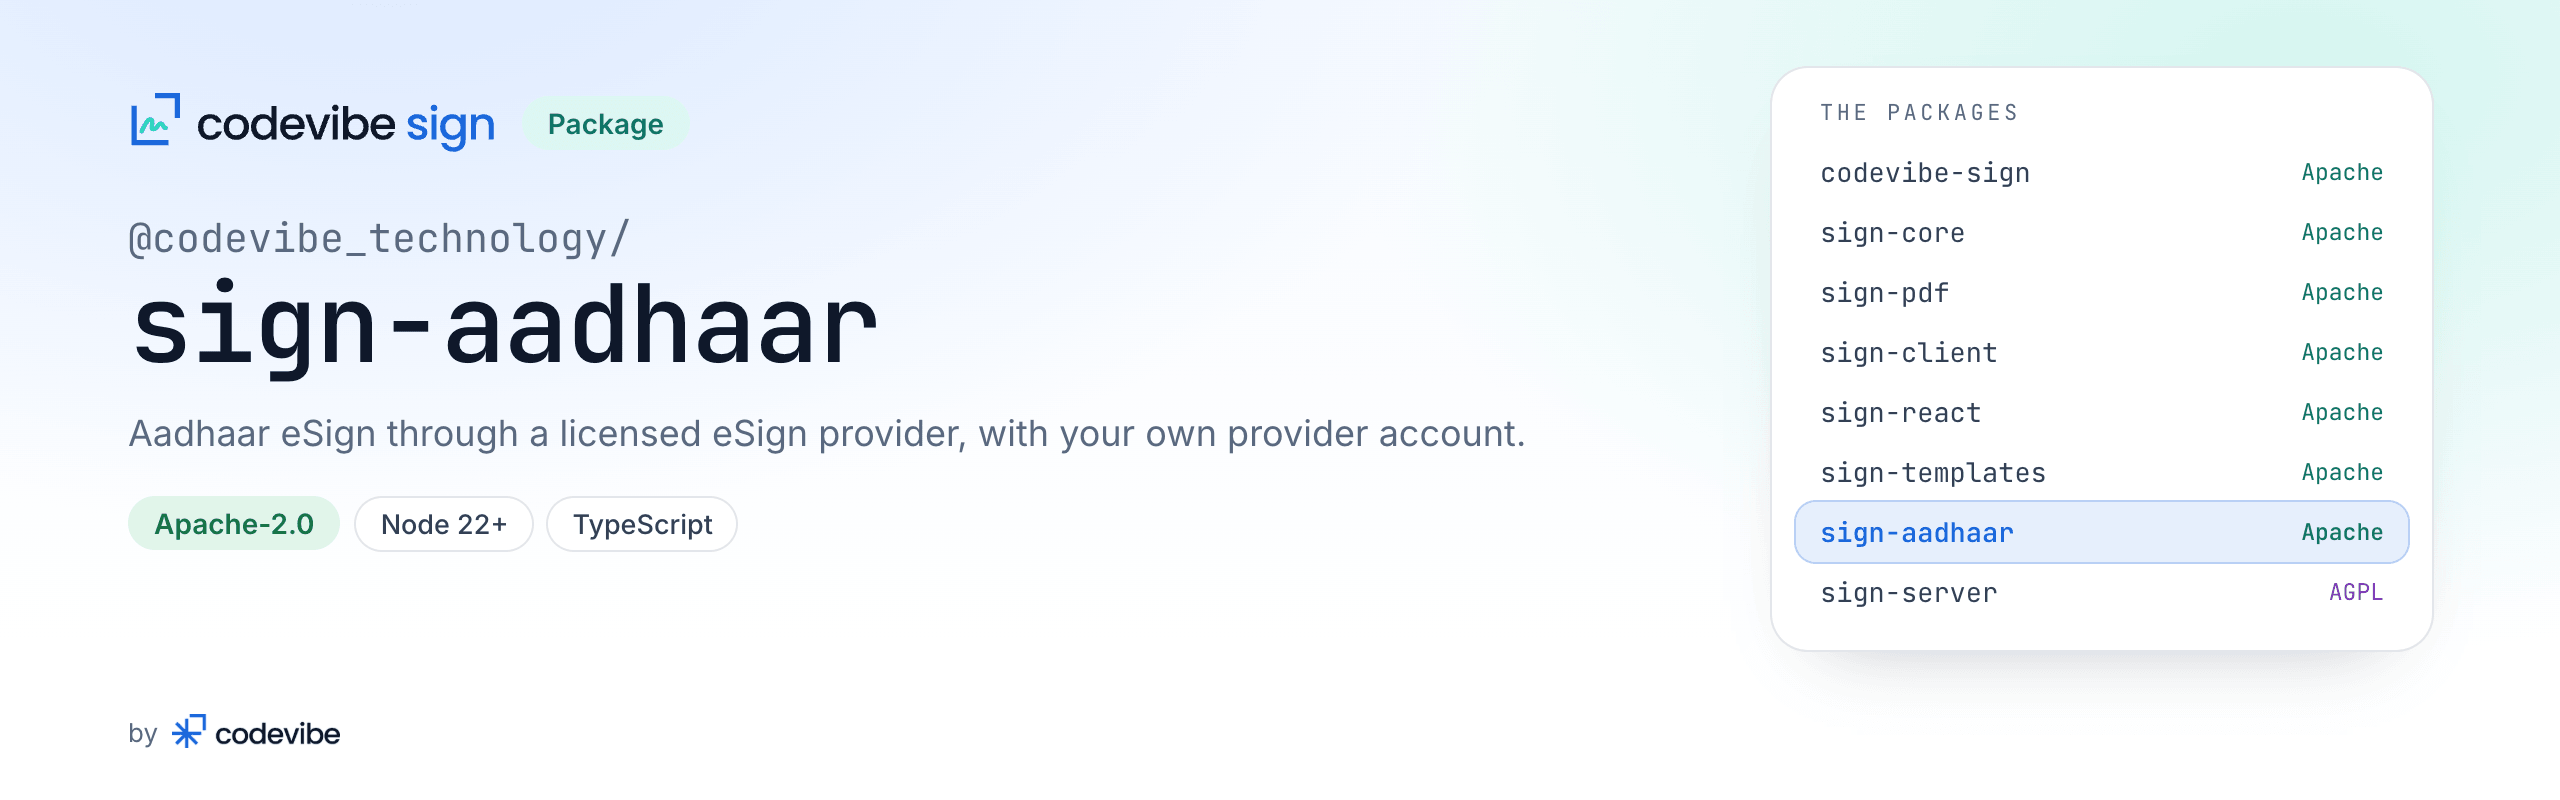 codevibe sign
Package
@codevibe_technology/
sign-aadhaar
Aadhaar eSign through a licensed eSign provider, with your own provider account.
Apache-2.0
Node 22+
TypeScript
by codevibe
THE PACKAGES
codevibe-sign Apache
sign-core Apache
sign-pdf Apache
sign-client Apache
sign-react Apache
sign-templates Apache
sign-aadhaar Apache
sign-server AGPL